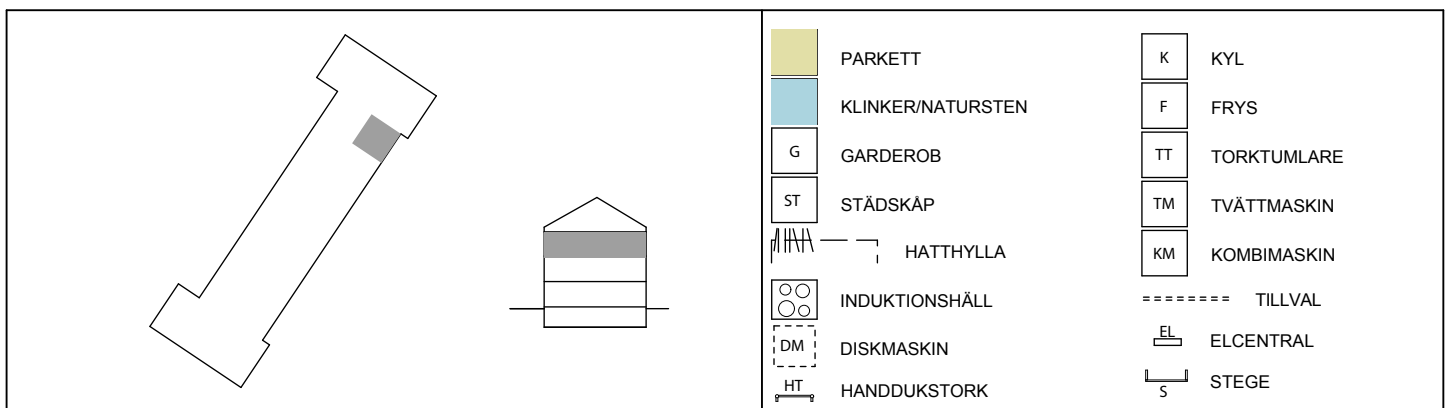 PARKETT
KLINKER/NATURSTEN
G GARDEROB
ST STÄDSKÅP
HATTHYLLA
INDUKTIONSHÄLL
DM DISKMASKIN
HT HANDDUKSTORK
K KYL
F FRYS
TT TORKTUMLARE
TM TVÄTTMASKIN
KM KOMBIMASKIN
TILLVAL
EL ELCENTRAL
S STEGE